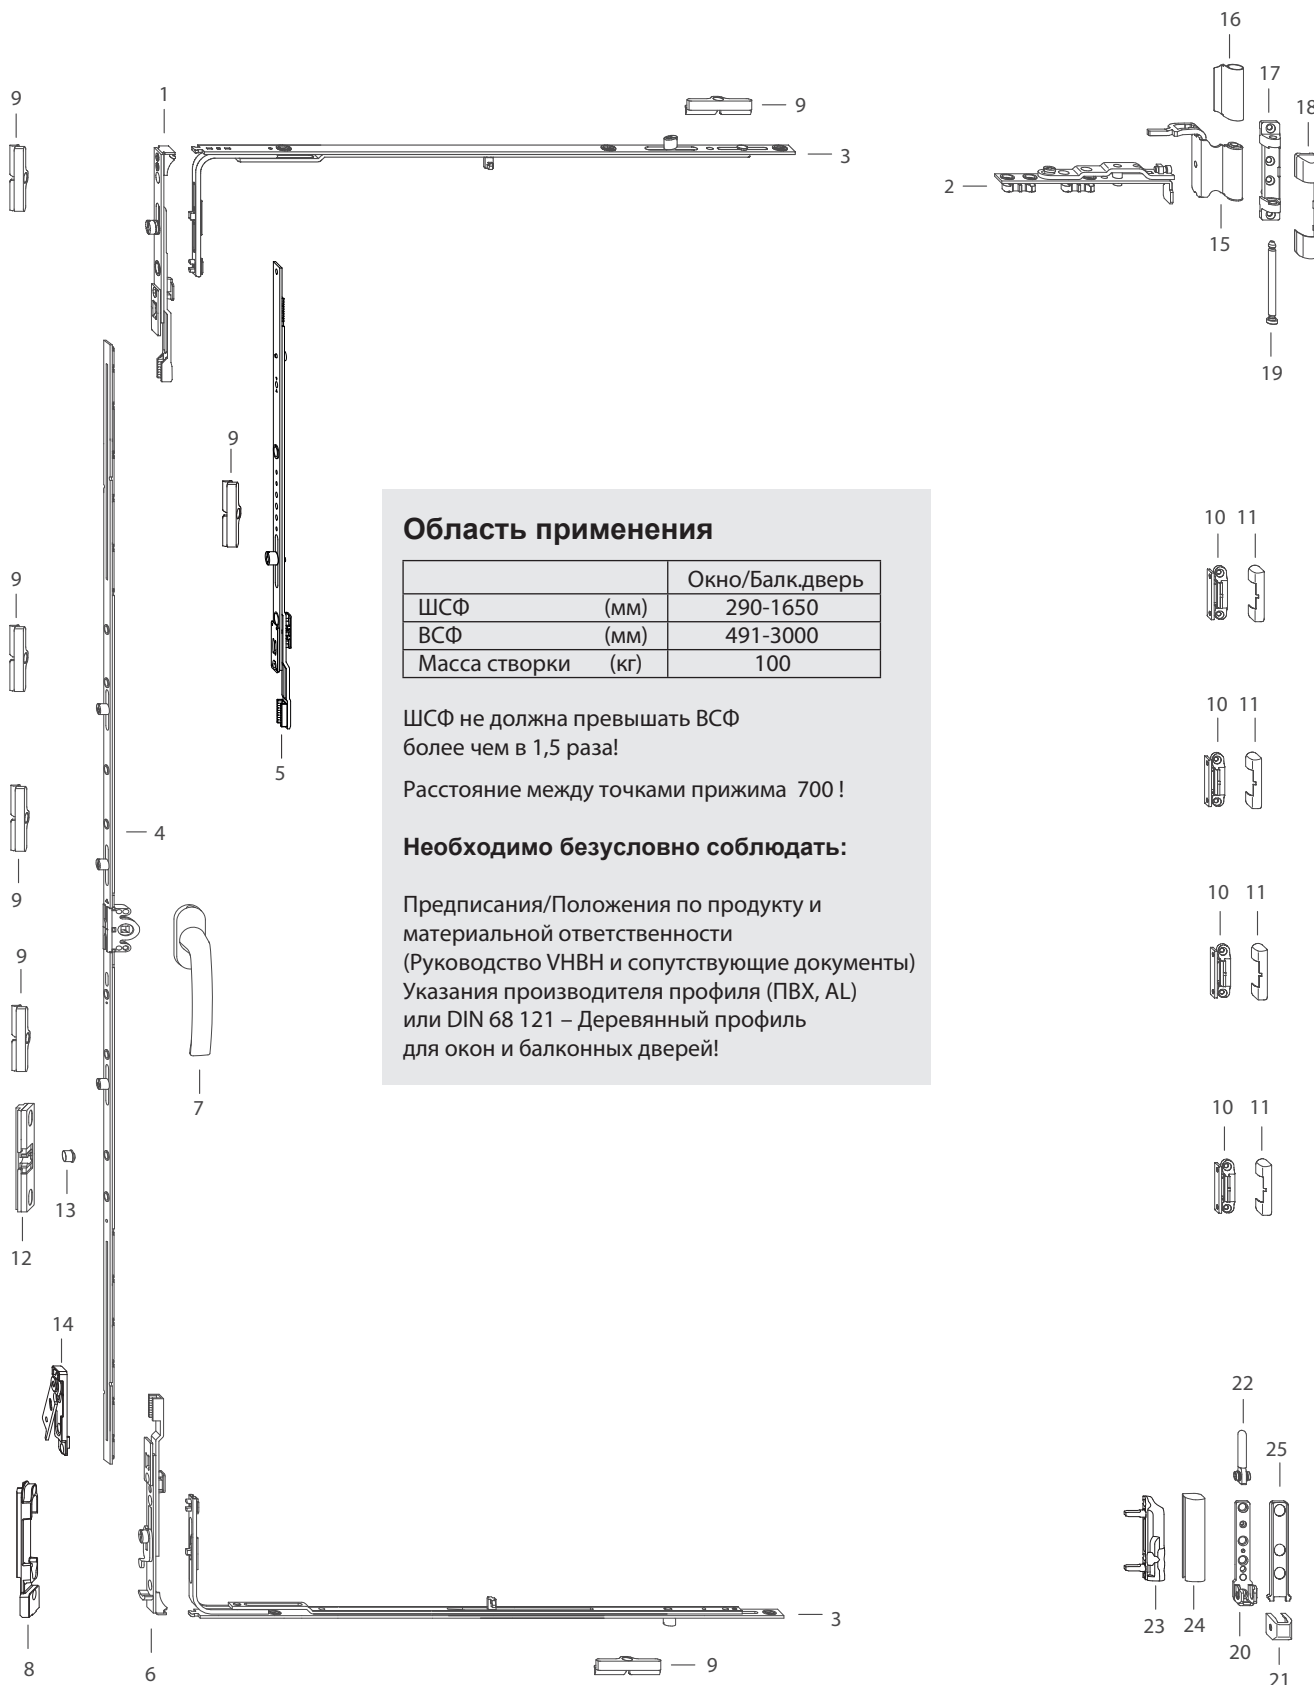 16
17
18
9
1
9
3
2
15
19
9
10 11
9
10 11
5
4
9
10 11
9
7
10 11
13
12
14
22
25
3
23 24
20
8
6
9
21
Область применения
Окно/Балк.дверь
ШСФ (мм) 290-1650
ВСФ (мм) 491-3000
Масса створки (кг) 100
ШСФ не должна превышать ВСФ
более чем в 1,5 раза!
Расстояние между точками прижима 700 !
Необходимо безусловно соблюдать:
Предписания/Положения по продукту и
материальной ответственности
(Руководство VHBH и сопутствующие документы)
Указания производителя профиля (ПВХ, AL)
или DIN 68 121 – Деревянный профиль
для окон и балконных дверей!